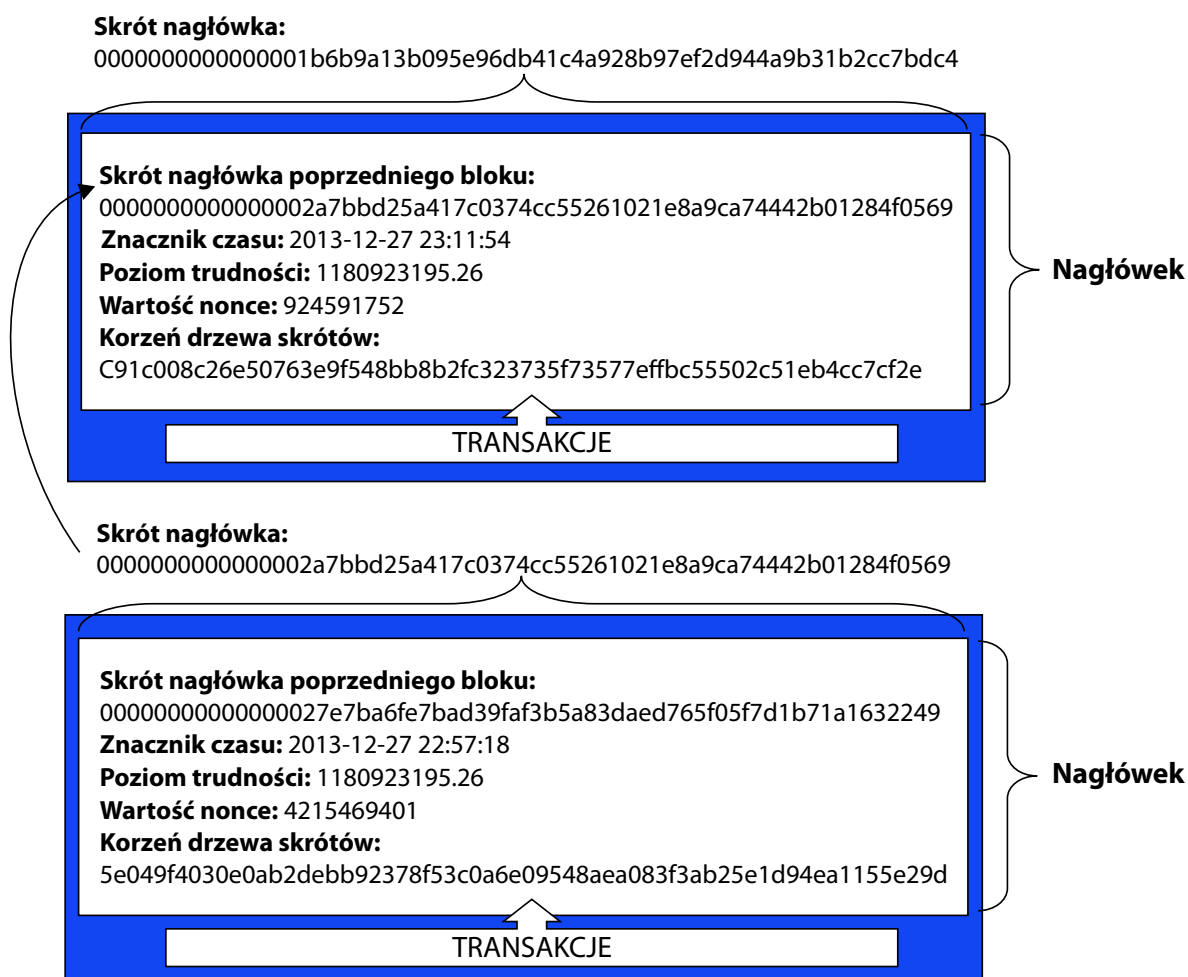 Skrót nagłówka:
0000000000000001b6b9a13b095e96db41c4a928b97ef2d944a9b31b2cc7bdc4
Skrót nagłówka poprzedniego bloku:
0000000000000002a7bbd25a417c0374cc55261021e8a9ca74442b01284f0569
Znacznik czasu: 2013-12-27 23:11:54
Poziom trudności: 1180923195.26
Wartość nonce: 924591752
Korzeń drzewa skrótów:
C91c008c26e50763e9f548bb8b2fc323735f73577effbc55502c51eb4cc7cf2e
Nagłówek
TRANSAKCJE
Skrót nagłówka:
0000000000000002a7bbd25a417c0374cc55261021e8a9ca74442b01284f0569
Skrót nagłówka poprzedniego bloku:
00000000000000027e7ba6fe7bad39faf3b5a83daed765f05f7d1b71a1632249
Znacznik czasu: 2013-12-27 22:57:18
Poziom trudności: 1180923195.26
Wartość nonce: 4215469401
Korzeń drzewa skrótów:
5e049f4030e0ab2debb92378f53c0a6e09548aea083f3ab25e1d94ea1155e29d
Nagłówek
TRANSAKCJE